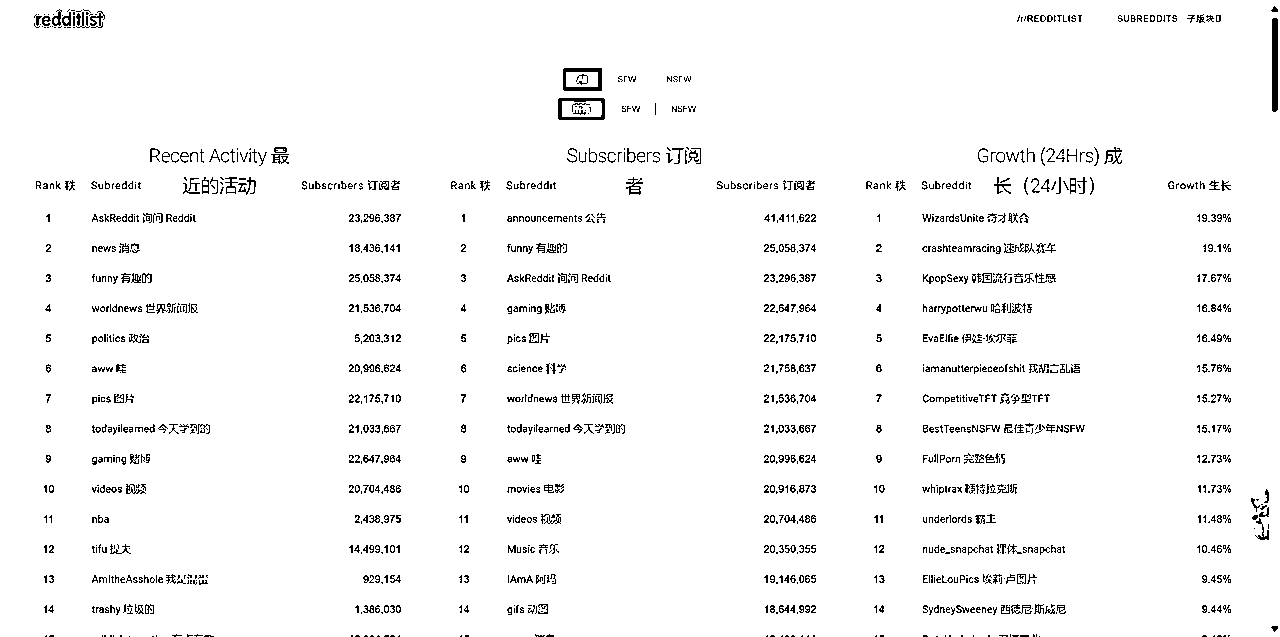 redditlist
/r/REDDITLIST SUBREDDITS 子版块
SFW NSFW
SFW | NSFW
Recent Activity 最近的活动
Rank 秩 Subreddit Subscribers 订阅者
1 AskReddit 询问 Reddit 23,296,387
2 news 消息 18,436,141
3 funny 有趣的 25,058,374
4 worldnews 世界新闻报 21,536,704
5 politics 政治 5,203,312
6 aww 哇 20,996,624
7 pics 图片 22,175,710
8 todayilearned 今天学到的 21,033,667
9 gaming 赌博 22,647,964
10 videos 视频 20,704,486
11 nba 2,438,975
12 tifu 14,499,101
13 AmItheAsshole 929,154
14 trashy 垃圾的 1,386,030
Subscribers 订阅者
Rank 秩 Subreddit Subscribers 订阅者
1 announcements 公告 41,411,622
2 funny 有趣的 25,058,374
3 AskReddit 询问 Reddit 23,296,387
4 gaming 赌博 22,647,964
5 pics 图片 22,175,710
6 science 科学 21,758,637
7 worldnews 世界新闻报 21,536,704
8 todayilearned 今天学到的 21,033,667
9 aww 哇 20,996,624
10 movies 电影 20,916,873
11 videos 视频 20,704,486
12 Music 音乐 20,350,355
13 IAmA 阿玛 19,146,065
14 gifs 动图 18,644,992
Growth (24Hrs) 成长（24小时）
Rank 秩 Subreddit Growth 生长
1 WizardsUnite 奇才联合 19.39%
2 crashteamracing 速成队赛车 19.1%
3 KpopSexy 韩国流行音乐性感 17.67%
4 harrypotterwu 哈利波特 16.84%
5 EvaElfie 伊娃·埃尔菲 16.49%
6 iamanutterpieceofshit 我胡言乱语 15.76%
7 CompetitiveTFT 竞争型TFT 15.27%
8 BestTeensNSFW 最佳青少年NSFW 15.17%
9 FullPorn 完整色情 12.73%
10 whiptrax 11.73%
11 underlords 霸主 11.48%
12 nude_snapchat 裸体_snapchat 10.46%
13 EllieLouPics 埃莉·卢图片 9.45%
14 SydneySweeney 西德尼·斯威尼 9.44%